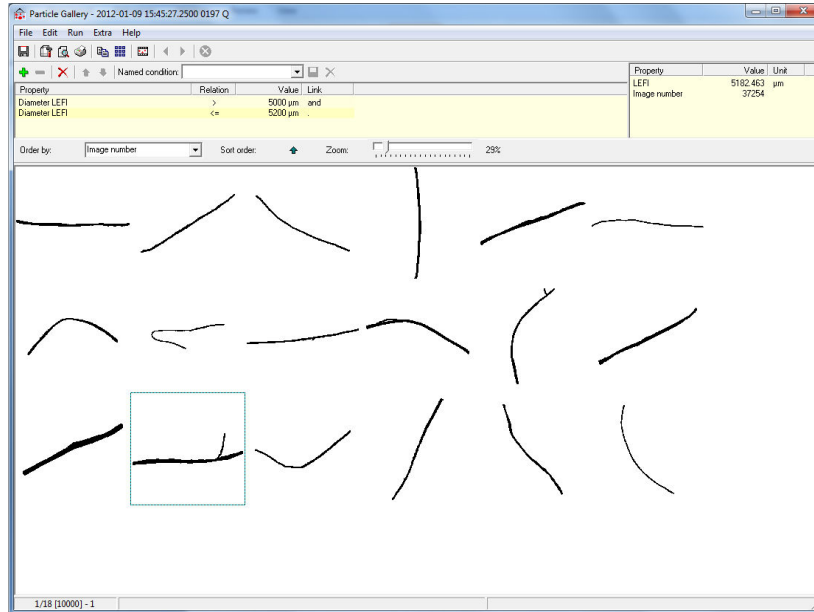 Particle Gallery - 2012-01-09 15:45:27.2500 0197 Q
File Edit Run Extra Help
Named condition:
Property Relation Value Link
Diameter LEFI > 5000 µm and
Diameter LEFI <= 5200 µm .
Property Value Unit
LEFI 5182.463 µm
Image number 37254
Order by: Image number Sort order: Zoom: 29%
1/18 [10000] - 1